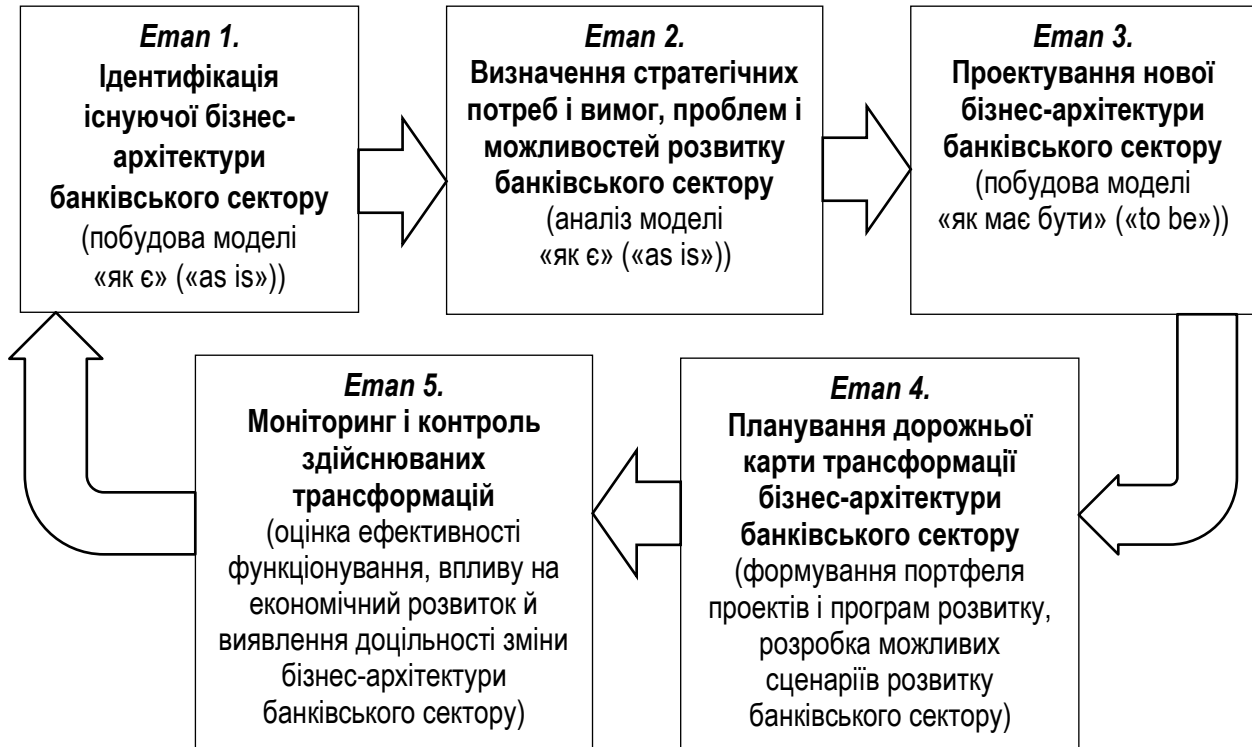 Етап 1.
Ідентифікація
існуючої бізнес-
архітектури
банківського сектору
(побудова моделі
«як є» («as is»))
Етап 2.
Визначення стратегічних
потреб і вимог, проблем і
можливостей розвитку
банківського сектору
(аналіз моделі
«як є» («as is»))
Етап 3.
Проектування нової
бізнес-архітектури
банківського сектору
(побудова моделі
«як має бути» («to be»))
Етап 4.
Планування дорожньої
карти трансформації
бізнес-архітектури
банківського сектору
(формування портфеля
проектів і програм розвитку,
розробка можливих
сценаріїв розвитку
банківського сектору)
Етап 5.
Моніторинг і контроль
здійснюваних
трансформацій
(оцінка ефективності
функціонування, впливу на
економічний розвиток й
виявлення доцільності зміни
бізнес-архітектури
банківського сектору)